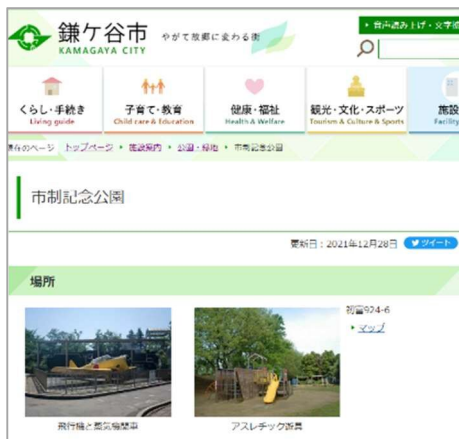 鎌ケ谷市 やがて故郷に変わる街
KAMAGAYA CITY
音声読み上げ・文字
くらし・手続き
Living guide
子育て・教育
Child care & Education
健康・福祉
Health & Welfare
観光・文化・スポーツ
Tourism & Culture & Sports
施設
Facility
在のページ トップページ 施設案内 公園・緑地 市制記念公園
市制記念公園
更新日：2021年12月28日 ツイート
場所
初富924-6
マップ
飛行機と蒸気機関車
アスレチック遊具